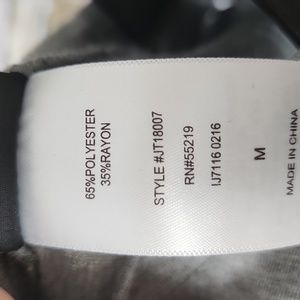 65%POLYESTER
35%RAYON
STYLE #JT18007
RN#55219
IJ7116 0216
M
MADE IN CHINA